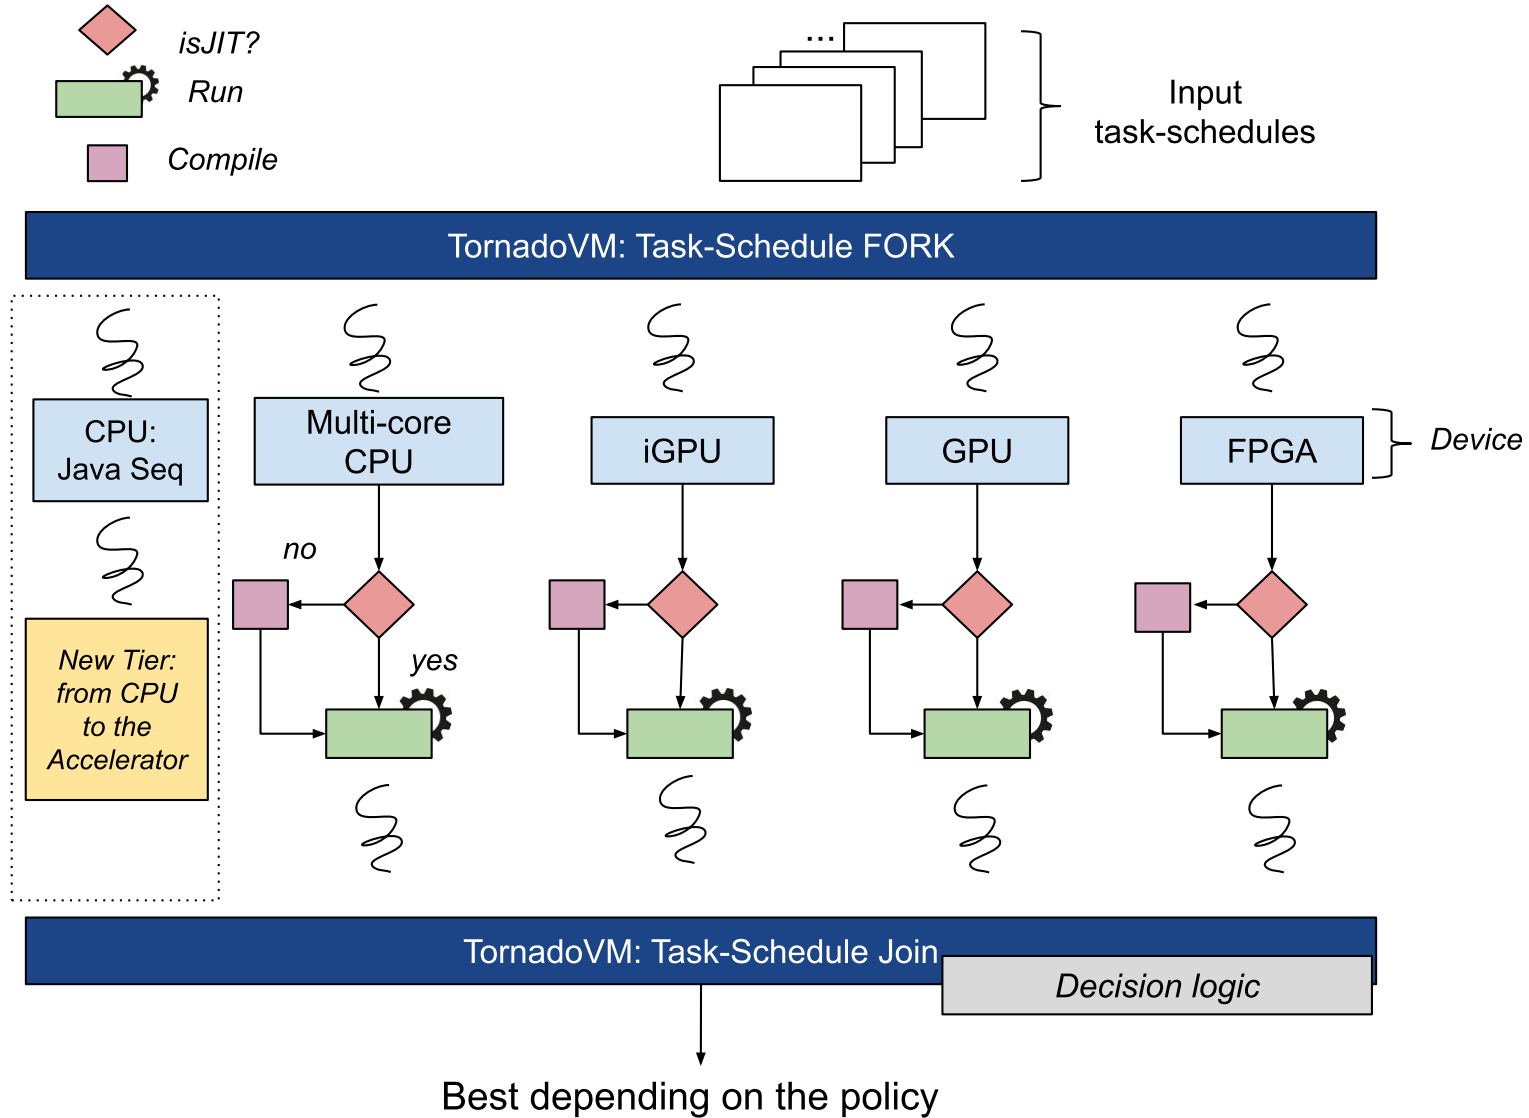 isJIT?
Run
Compile
...
Input
task-schedules
TornadoVM: Task-Schedule FORK
CPU:
Java Seq
Multi-core
CPU
iGPU
GPU
FPGA
Device
no
yes
New Tier:
from CPU
to the
Accelerator
TornadoVM: Task-Schedule Join
Decision logic
Best depending on the policy